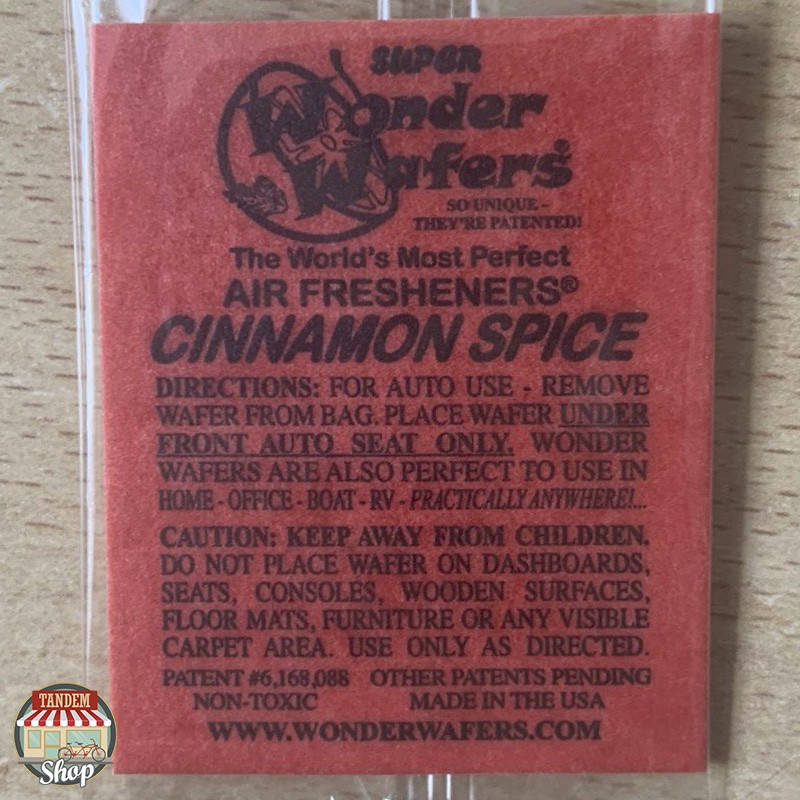 SUPER
Wonder
Wafers®
SO UNIQUE -
THEY'RE PATENTED!
The World's Most Perfect
AIR FRESHENERS®
CINNAMON SPICE
DIRECTIONS: FOR AUTO USE - REMOVE
WAFER FROM BAG. PLACE WAFER UNDER
FRONT AUTO SEAT ONLY. WONDER
WAFERS ARE ALSO PERFECT TO USE IN
HOME - OFFICE - BOAT - RV - PRACTICALLY ANYWHERE!...
CAUTION: KEEP AWAY FROM CHILDREN.
DO NOT PLACE WAFER ON DASHBOARDS,
SEATS, CONSOLES, WOODEN SURFACES,
FLOOR MATS, FURNITURE OR ANY VISIBLE
CARPET AREA. USE ONLY AS DIRECTED.
PATENT #6,168,088 OTHER PATENTS PENDING
NON-TOXIC MADE IN THE USA
WWW.WONDERWAFERS.COM
TANDEM
Shop